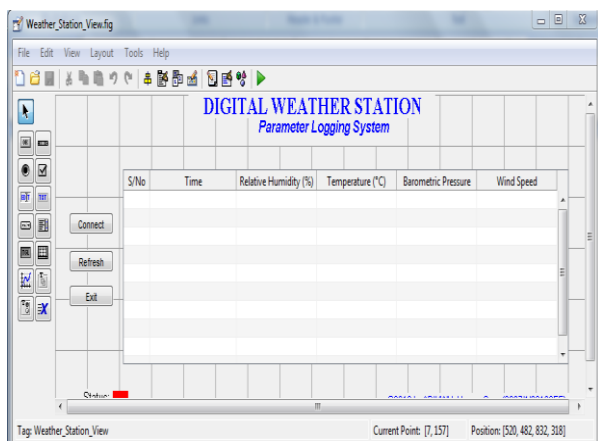 Weather_Station_View.fig
File Edit View Layout Tools Help
DIGITAL WEATHER STATION
Parameter Logging System
S/No Time Relative Humidity (%) Temperature (°C) Barometric Pressure Wind Speed
Connect
Refresh
Exit
Status:
Tag: Weather_Station_View Current Point: [7, 157] Position: [520, 482, 832, 318]